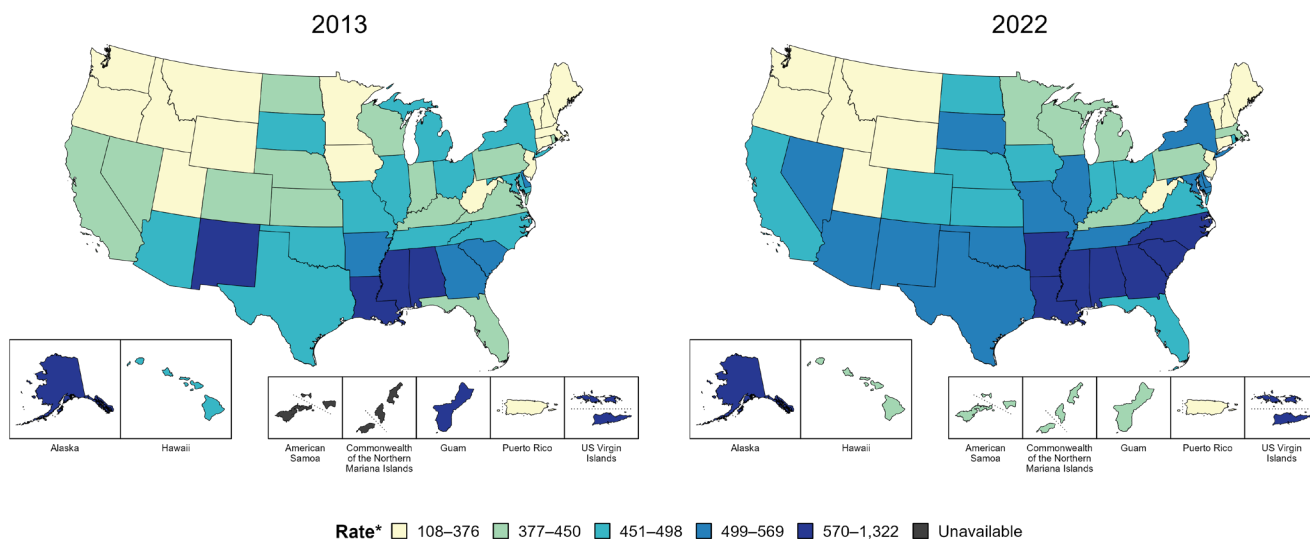 2013
2022
Alaska
Hawaii
American
Samoa
Commonwealth
of the Northern
Mariana Islands
Guam
Puerto Rico
US Virgin
Islands
Alaska
Hawaii
American
Samoa
Commonwealth
of the Northern
Mariana Islands
Guam
Puerto Rico
US Virgin
Islands
Rate* 108–376 377–450 451–498 499–569 570–1,322 Unavailable